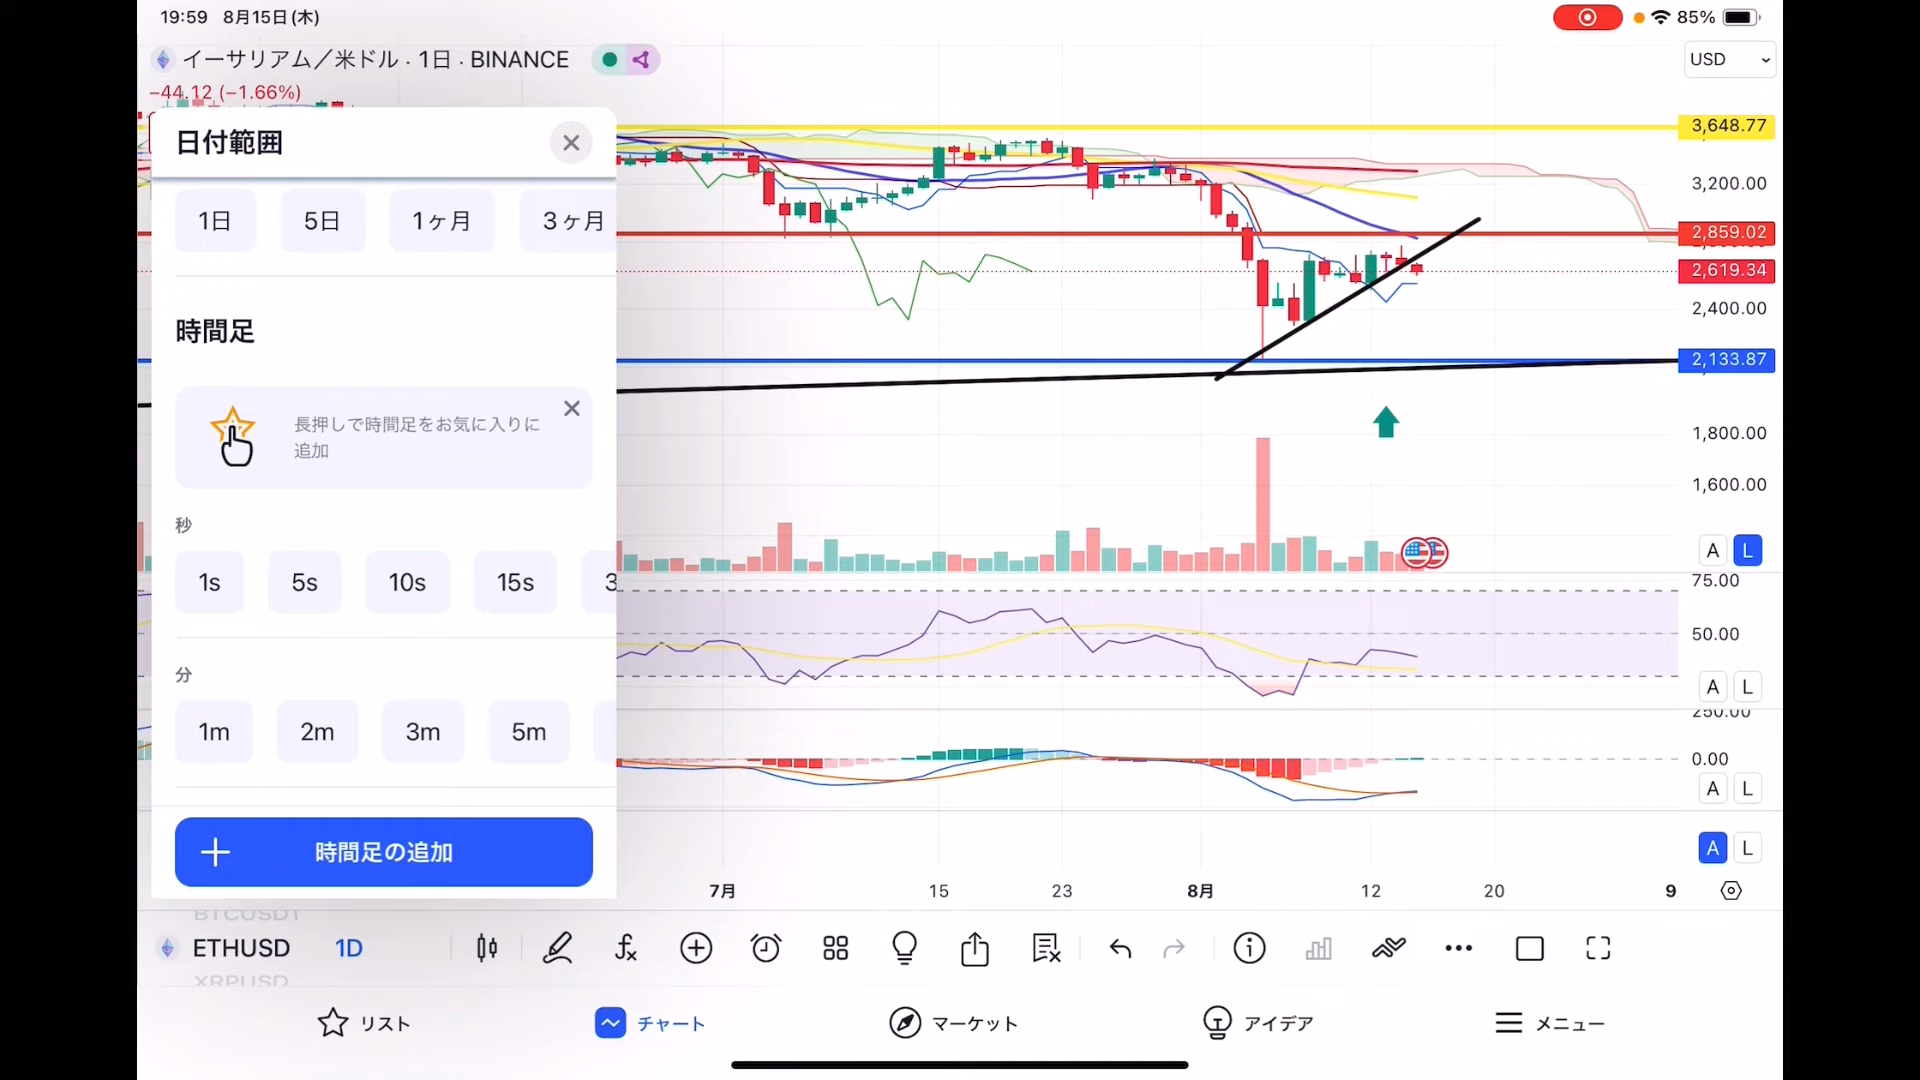 19:59 8月15日(木)
85%
イーサリアム／米ドル · 1日 · BINANCE
USD
−44.12 (−1.66%)
日付範囲
1日 5日 1ヶ月 3ヶ月
時間足
長押しで時間足をお気に入りに
追加
秒
1s 5s 10s 15s 3
分
1m 2m 3m 5m
時間足の追加
3,648.77
3,200.00
2,859.02
2,619.34
2,400.00
2,133.87
1,800.00
1,600.00
A L
75.00
50.00
A L
250.00
0.00
A L
A L
7月 15 23 8月 12 20 9
BTCUSDT
ETHUSD 1D
XRPUSD
リスト チャート マーケット アイデア メニュー